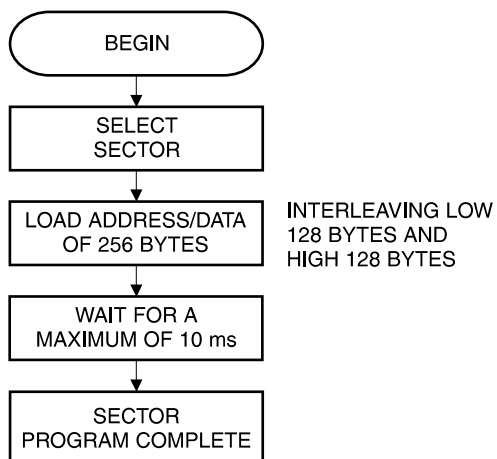 BEGIN
SELECT
SECTOR
LOAD ADDRESS/DATA
OF 256 BYTES
INTERLEAVING LOW
128 BYTES AND
HIGH 128 BYTES
WAIT FOR A
MAXIMUM OF 10 ms
SECTOR
PROGRAM COMPLETE